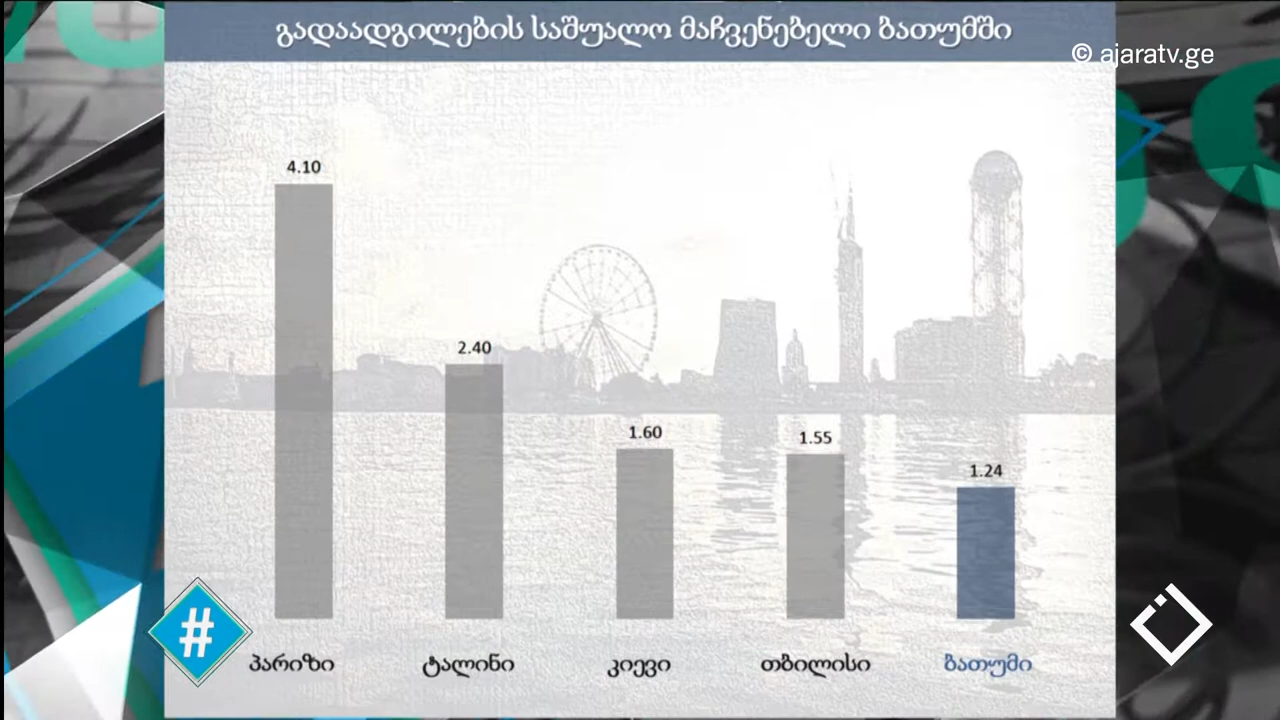 გადაადგილების საშუალო მაჩვენებელი ბათუმში
© ajaratv.ge
4.10
2.40
1.60
1.55
1.24
#
პარიზი
ტალინი
კიევი
თბილისი
ბათუმი